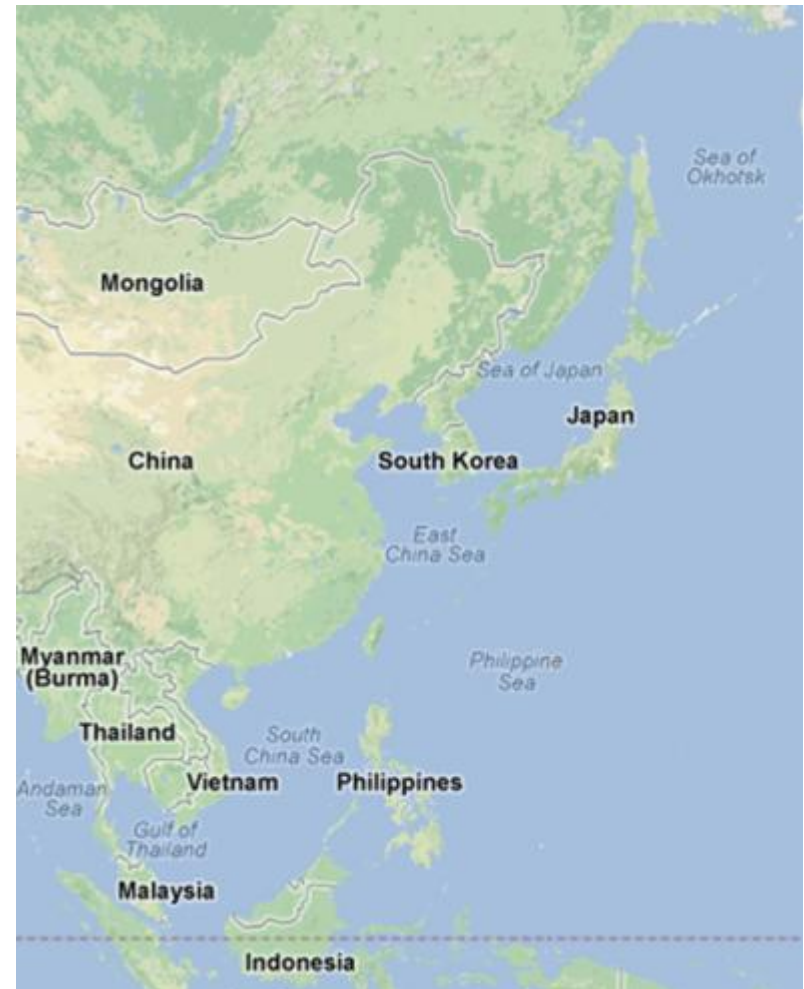 Sea of
Okhotsk
Mongolia
Sea of Japan
Japan
China
South Korea
East
China Sea
Myanmar
(Burma)
Philippine
Sea
Thailand
South
China Sea
Vietnam
Philippines
Andaman
Sea
Gulf of
Thailand
Malaysia
Indonesia